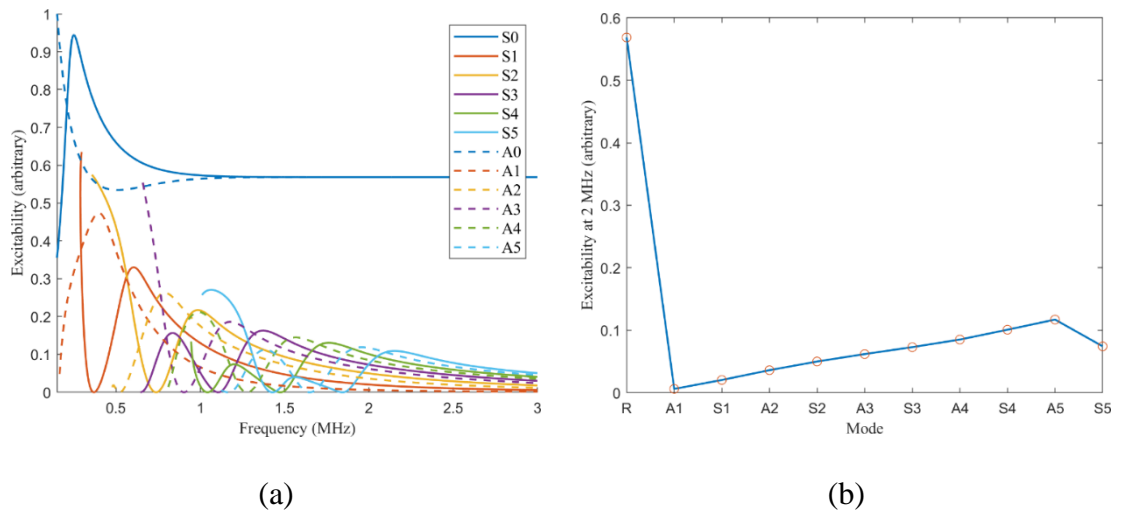 1
0.9
0.8
0.7
0.6
0.5
0.4
0.3
0.2
0.1
0
Excitability (arbitrary)
0.5
1
1.5
2
2.5
3
Frequency (MHz)
S0
S1
S2
S3
S4
S5
A0
A1
A2
A3
A4
A5
(a)
0.6
0.5
0.4
0.3
0.2
0.1
0
Excitability at 2 MHz (arbitrary)
R
A1
S1
A2
S2
A3
S3
A4
S4
A5
S5
Mode
(b)